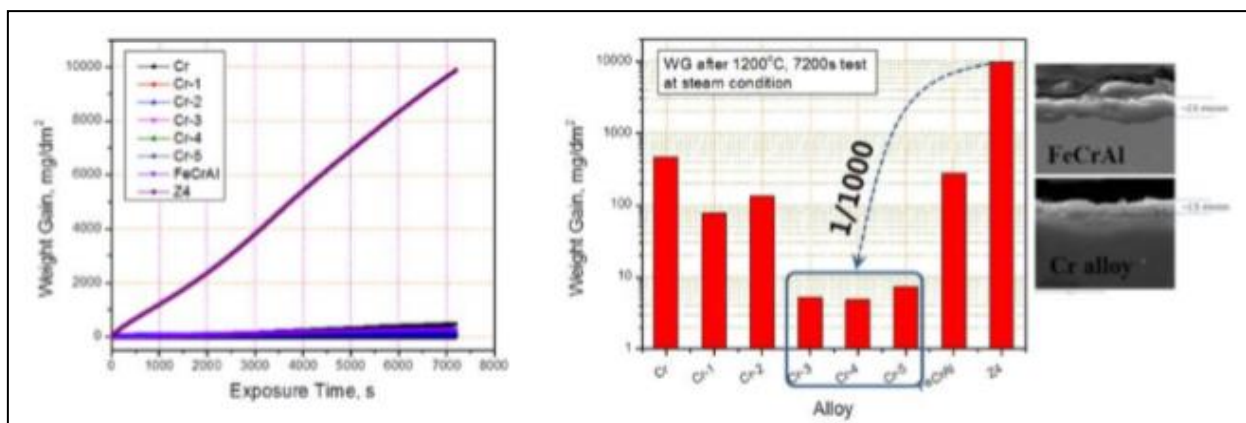 Weight Gain, mg/dm²
10000
8000
6000
4000
2000
0
Cr
Cr-1
Cr-2
Cr-3
Cr-4
Cr-5
FeCrAl
Z4
0 1000 2000 3000 4000 5000 6000 7000 8000
Exposure Time, s
Weight Gain, mg/dm²
10000
1000
100
10
1
WG after 1200°C, 7200s test
at steam condition
1/1000
Cr Cr-1 Cr-2 Cr-3 Cr-4 Cr-5 eCrAl Z4
Alloy
FeCrAl
Cr alloy